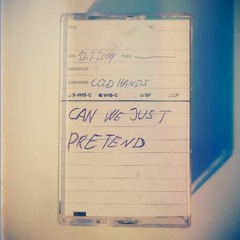 COLD HANDS
S-VHS-C VHS-C SP LP
CAN WE JUST
PRETEND